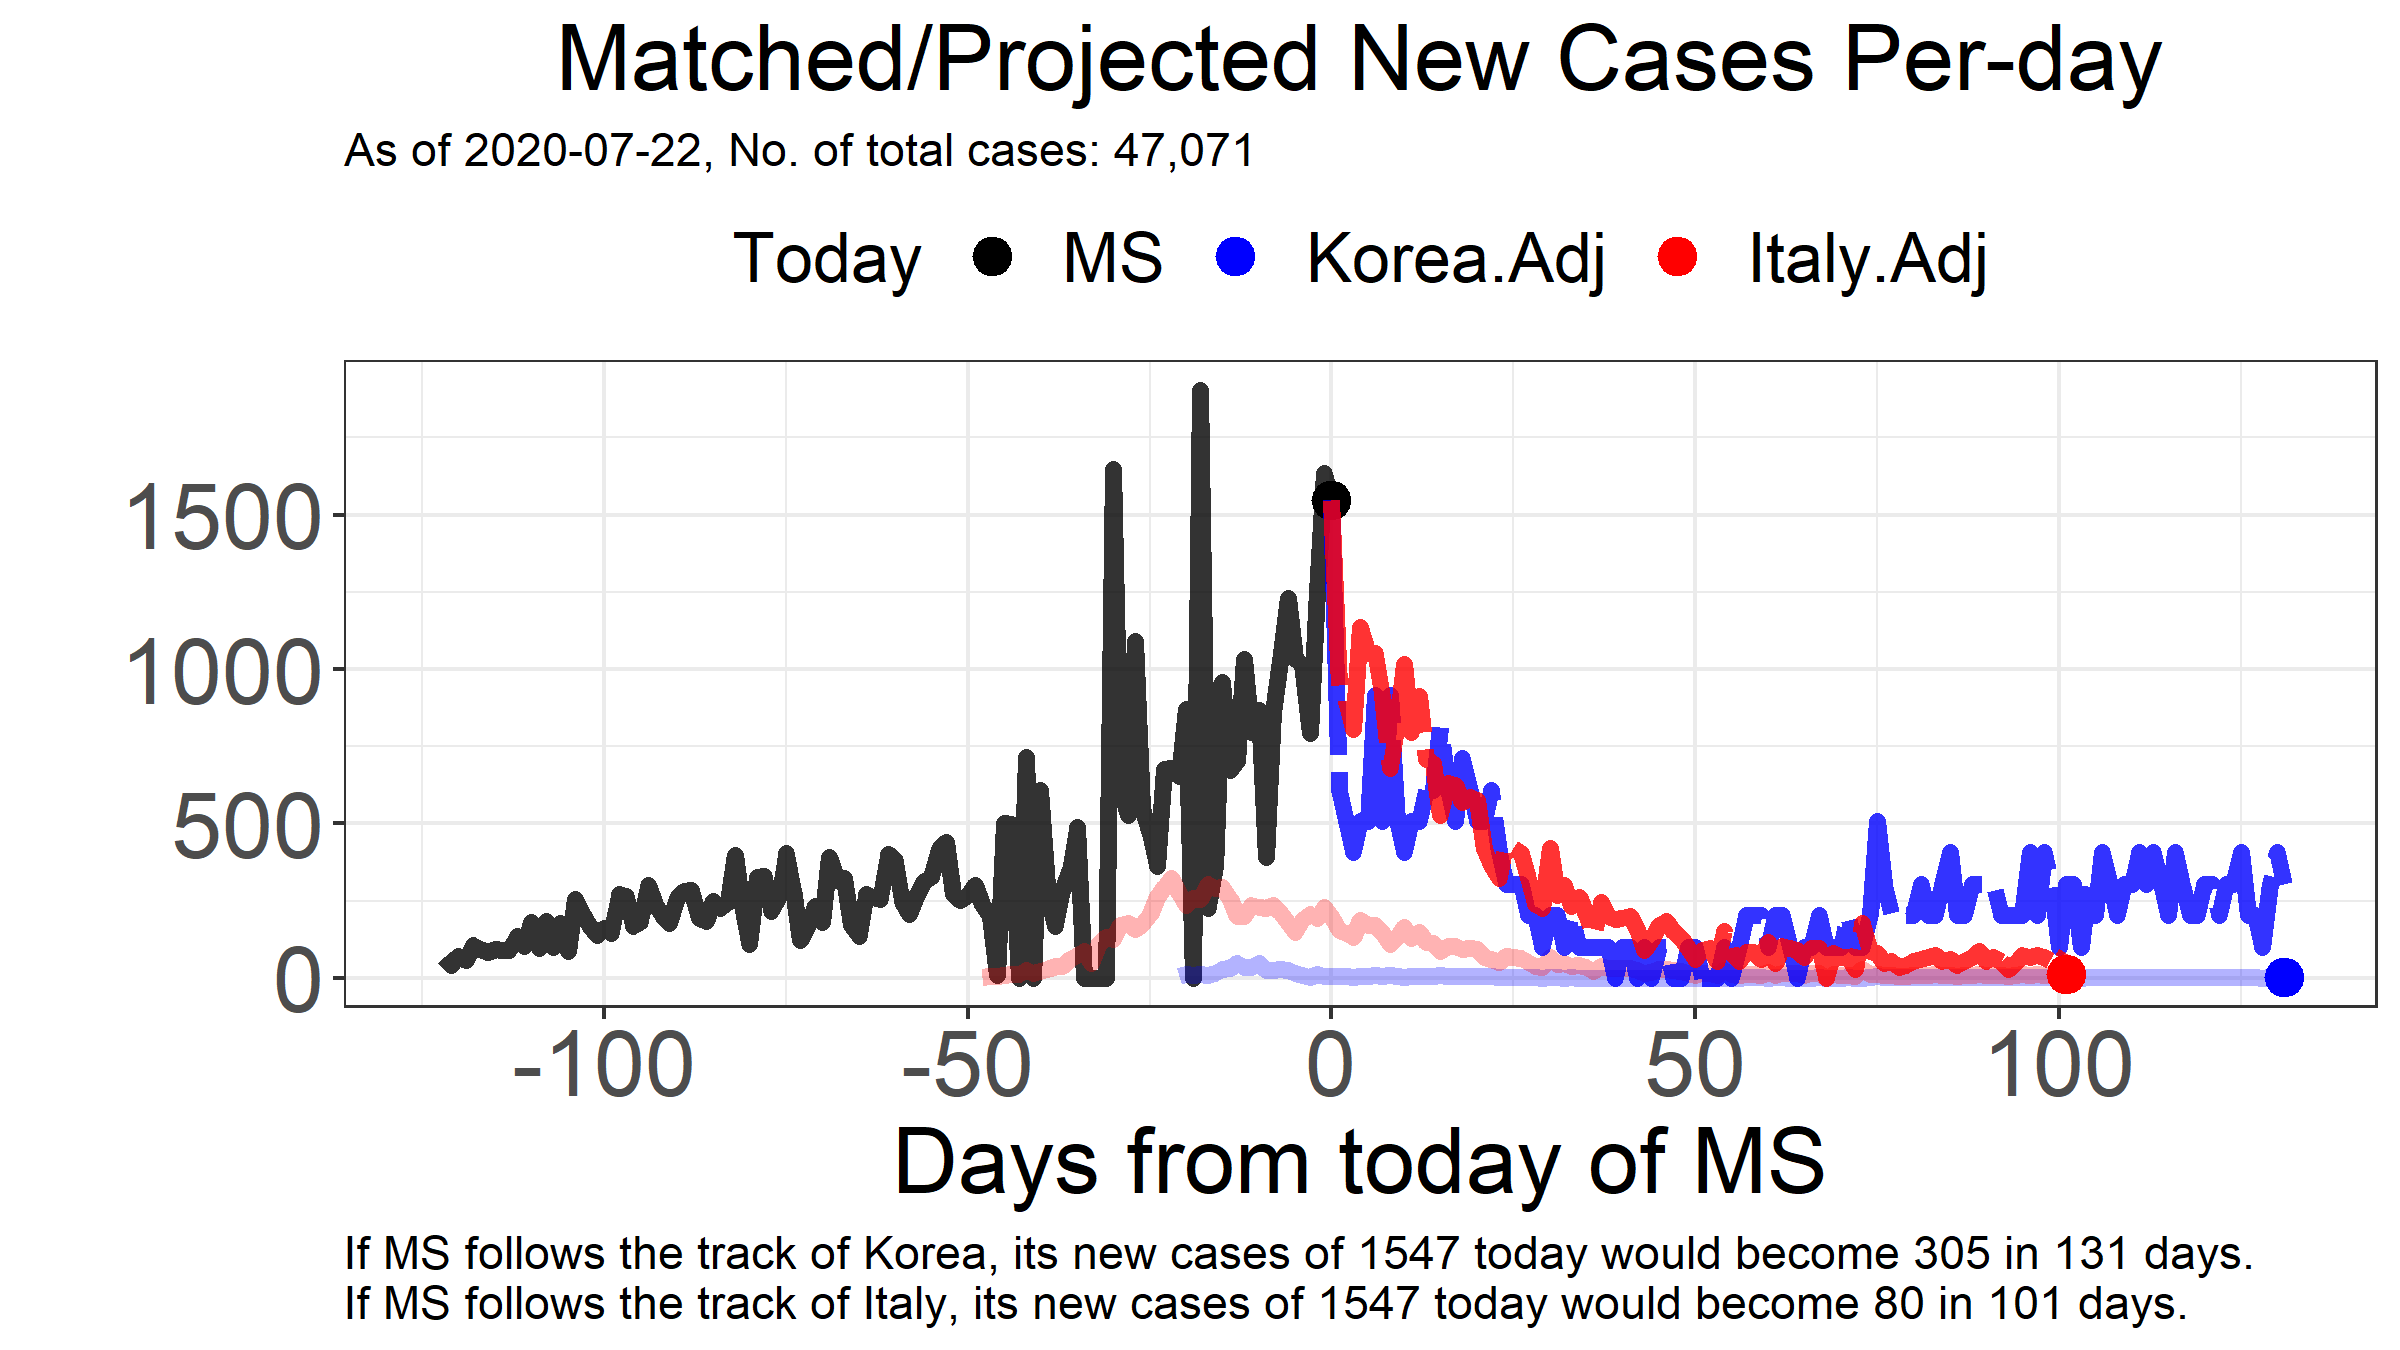 Matched/Projected New Cases Per-day
As of 2020-07-22, No. of total cases: 47,071
Today MS Korea.Adj Italy.Adj
1500
1000
500
0
-100 -50 0 50 100
Days from today of MS
If MS follows the track of Korea, its new cases of 1547 today would become 305 in 131 days.
If MS follows the track of Italy, its new cases of 1547 today would become 80 in 101 days.